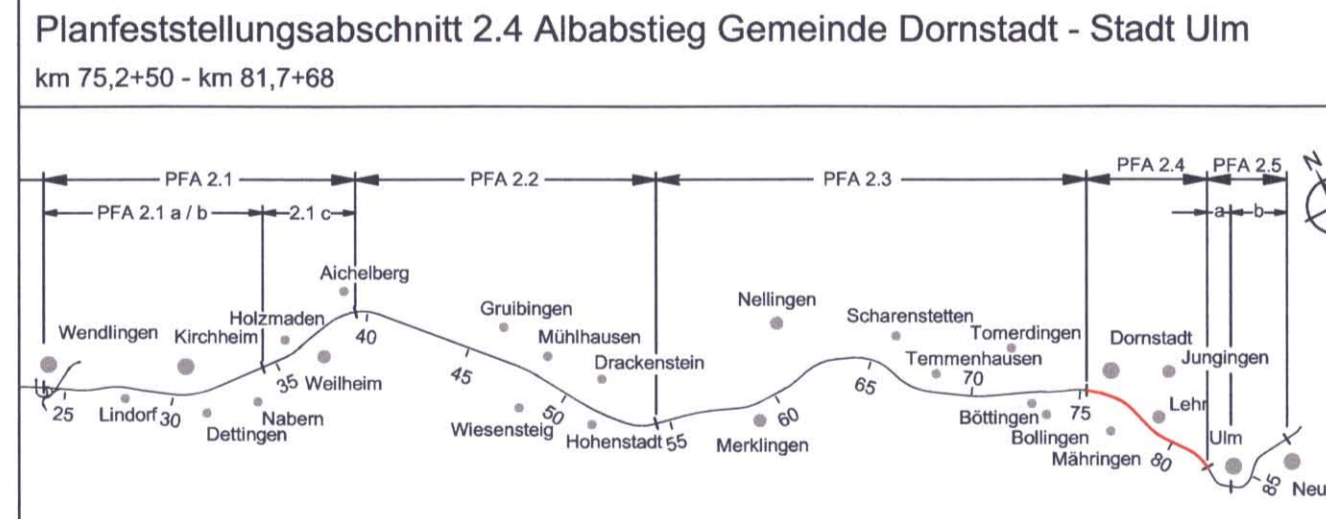 Planfeststellungsabschnitt 2.4 Albabstieg Gemeinde Dornstadt - Stadt Ulm
km 75,2+50 - km 81,7+68
PFA 2.1
PFA 2.2
PFA 2.3
PFA 2.4
PFA 2.5
N
PFA 2.1 a / b
2.1 c
a
b
Aichelberg
Wendlingen
Kirchheim
Holzmaden
40
Gruibingen
Mühlhausen
Drackenstein
Nellingen
Scharenstetten
Tomerdingen
Dornstadt
Jungingen
25
Lindorf
30
Dettingen
Nabern
35
Weilheim
45
Wiesensteig
50
Hohenstadt
55
Merklingen
60
65
Temmenhausen
70
Böttingen
75
Bollingen
Mähringen
80
Lehr
Ulm
85
Neu